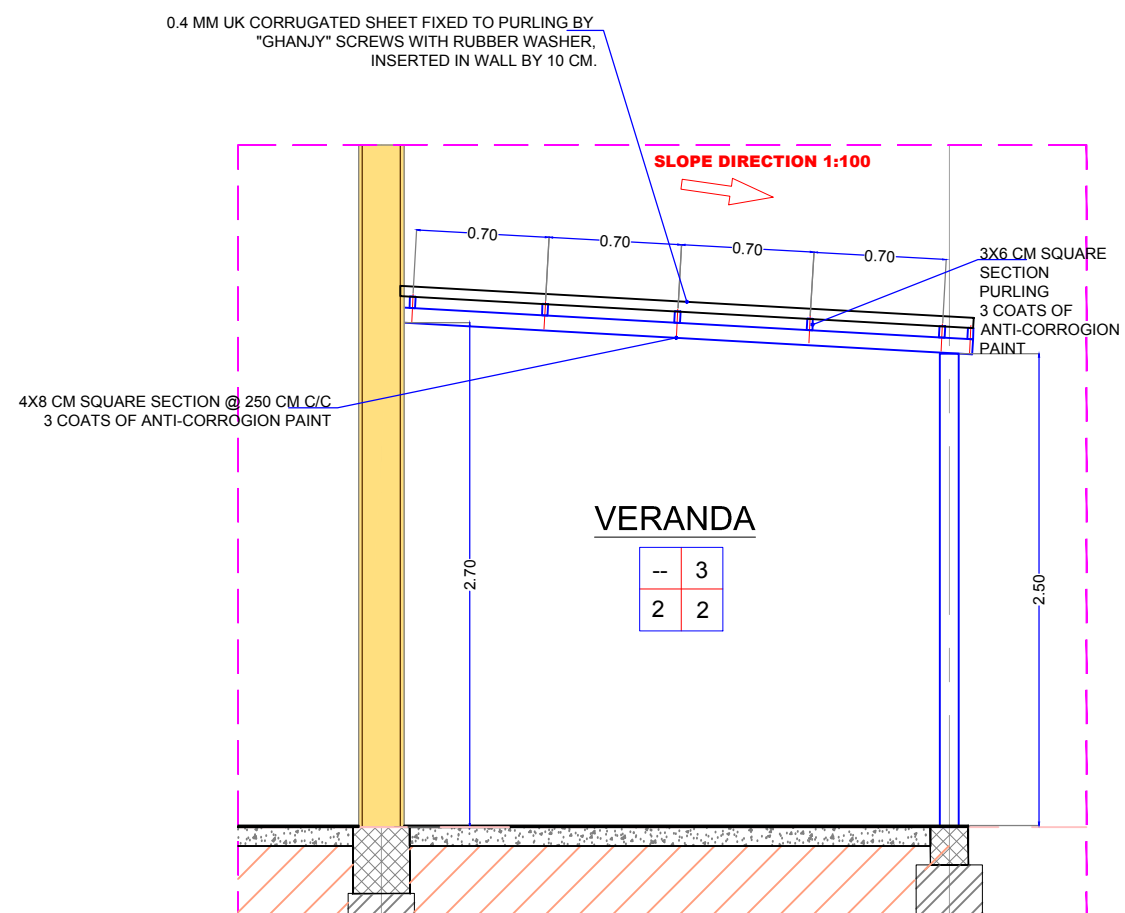 0.4 MM UK CORRUGATED SHEET FIXED TO PURLING BY
"GHANJY" SCREWS WITH RUBBER WASHER,
INSERTED IN WALL BY 10 CM.
SLOPE DIRECTION 1:100
0.70
0.70
0.70
0.70
3X6 CM SQUARE
SECTION
PURLING
3 COATS OF
ANTI-CORROGION
PAINT
4X8 CM SQUARE SECTION @ 250 CM C/C
3 COATS OF ANTI-CORROGION PAINT
VERANDA
-- 3
2 2
2.70
2.50